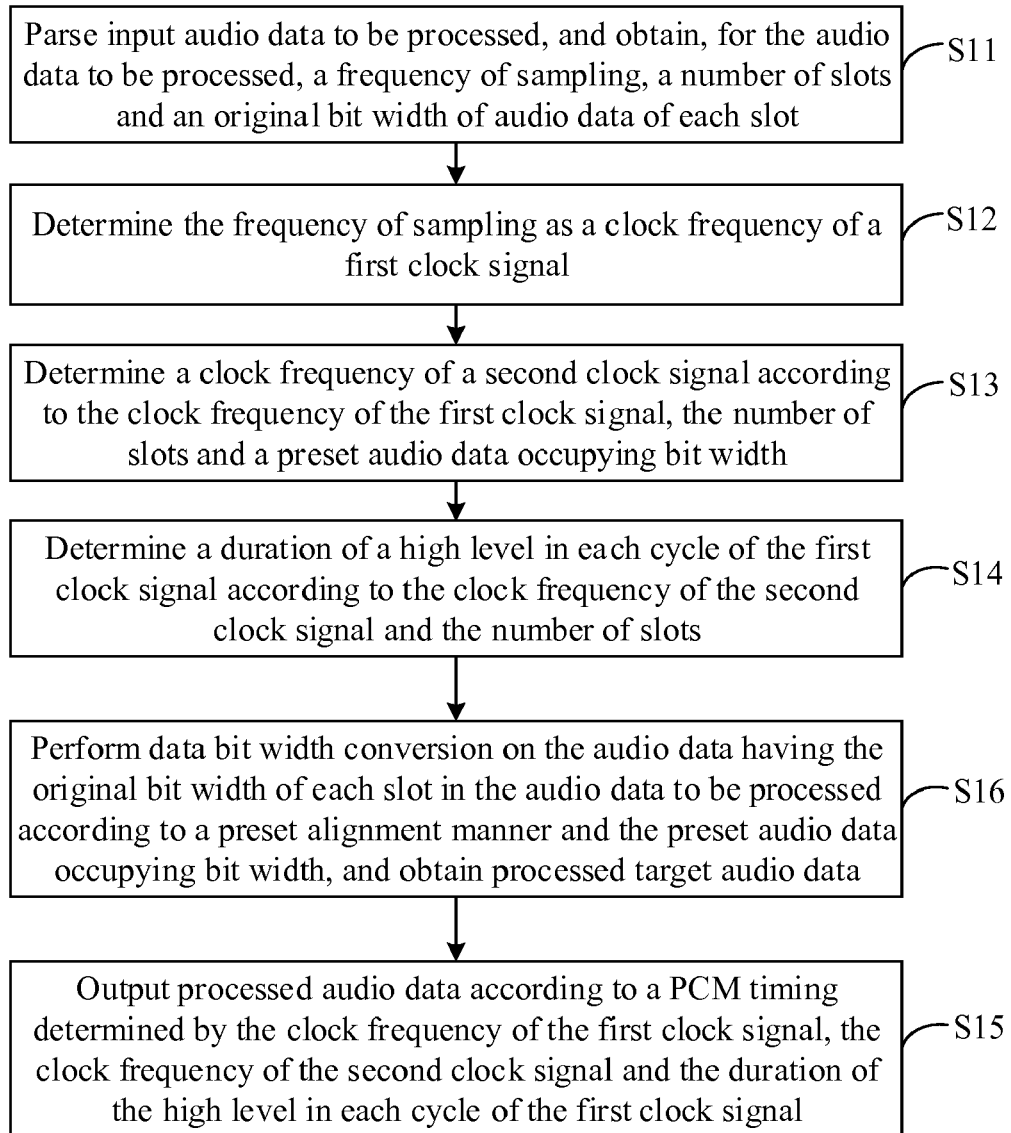 Parse input audio data to be processed, and obtain, for the audio
data to be processed, a frequency of sampling, a number of slots
and an original bit width of audio data of each slot
S11
Determine the frequency of sampling as a clock frequency of a
first clock signal
S12
Determine a clock frequency of a second clock signal according
to the clock frequency of the first clock signal, the number of
slots and a preset audio data occupying bit width
S13
Determine a duration of a high level in each cycle of the first
clock signal according to the clock frequency of the second
clock signal and the number of slots
S14
Perform data bit width conversion on the audio data having the
original bit width of each slot in the audio data to be processed
according to a preset alignment manner and the preset audio data
occupying bit width, and obtain processed target audio data
S16
Output processed audio data according to a PCM timing
determined by the clock frequency of the first clock signal, the
clock frequency of the second clock signal and the duration of
the high level in each cycle of the first clock signal
S15